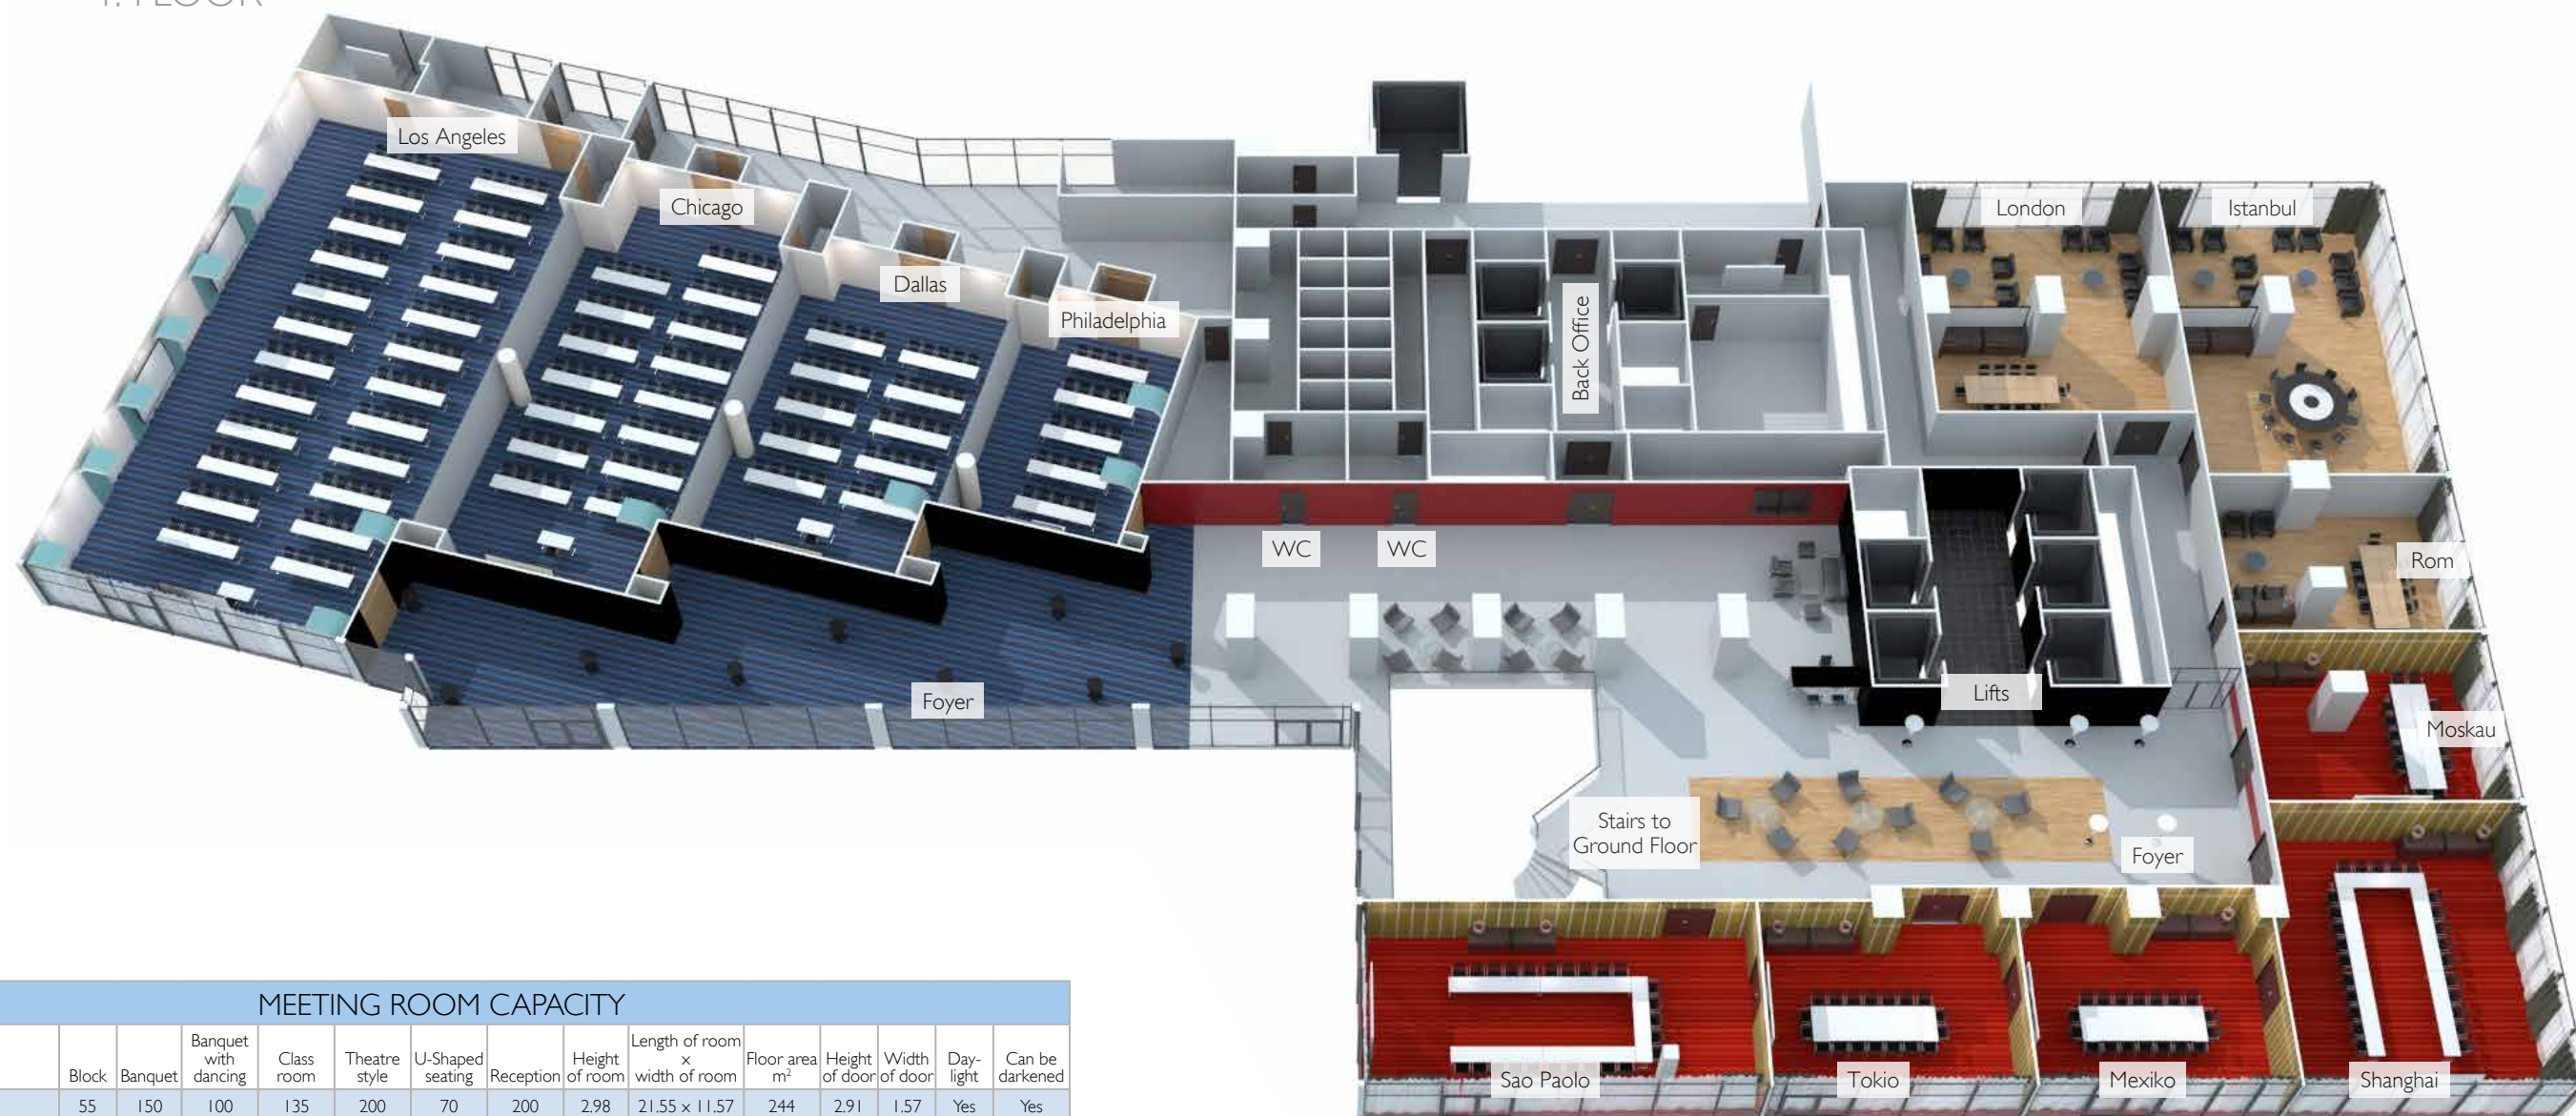 1. FLOOR
Los Angeles
Chicago
Dallas
Philadelphia
London
Istanbul
Back Office
WC
WC
Rom
Lifts
Foyer
Moskau
Stairs to
Ground Floor
Foyer
Sao Paolo
Tokio
Mexiko
Shanghai
MEETING ROOM CAPACITY
Block
Banquet
Banquet
with
dancing
Class
room
Theatre
style
U-Shaped
seating
Reception
Height
of room
Length of room
x
width of room
Floor area
m²
Height
of door
Width
of door
Day-
light
Can be
darkened
55 150 100 135 200 70 200 2.98 21.55 x 11.57 244 2.91 1.57 Yes Yes